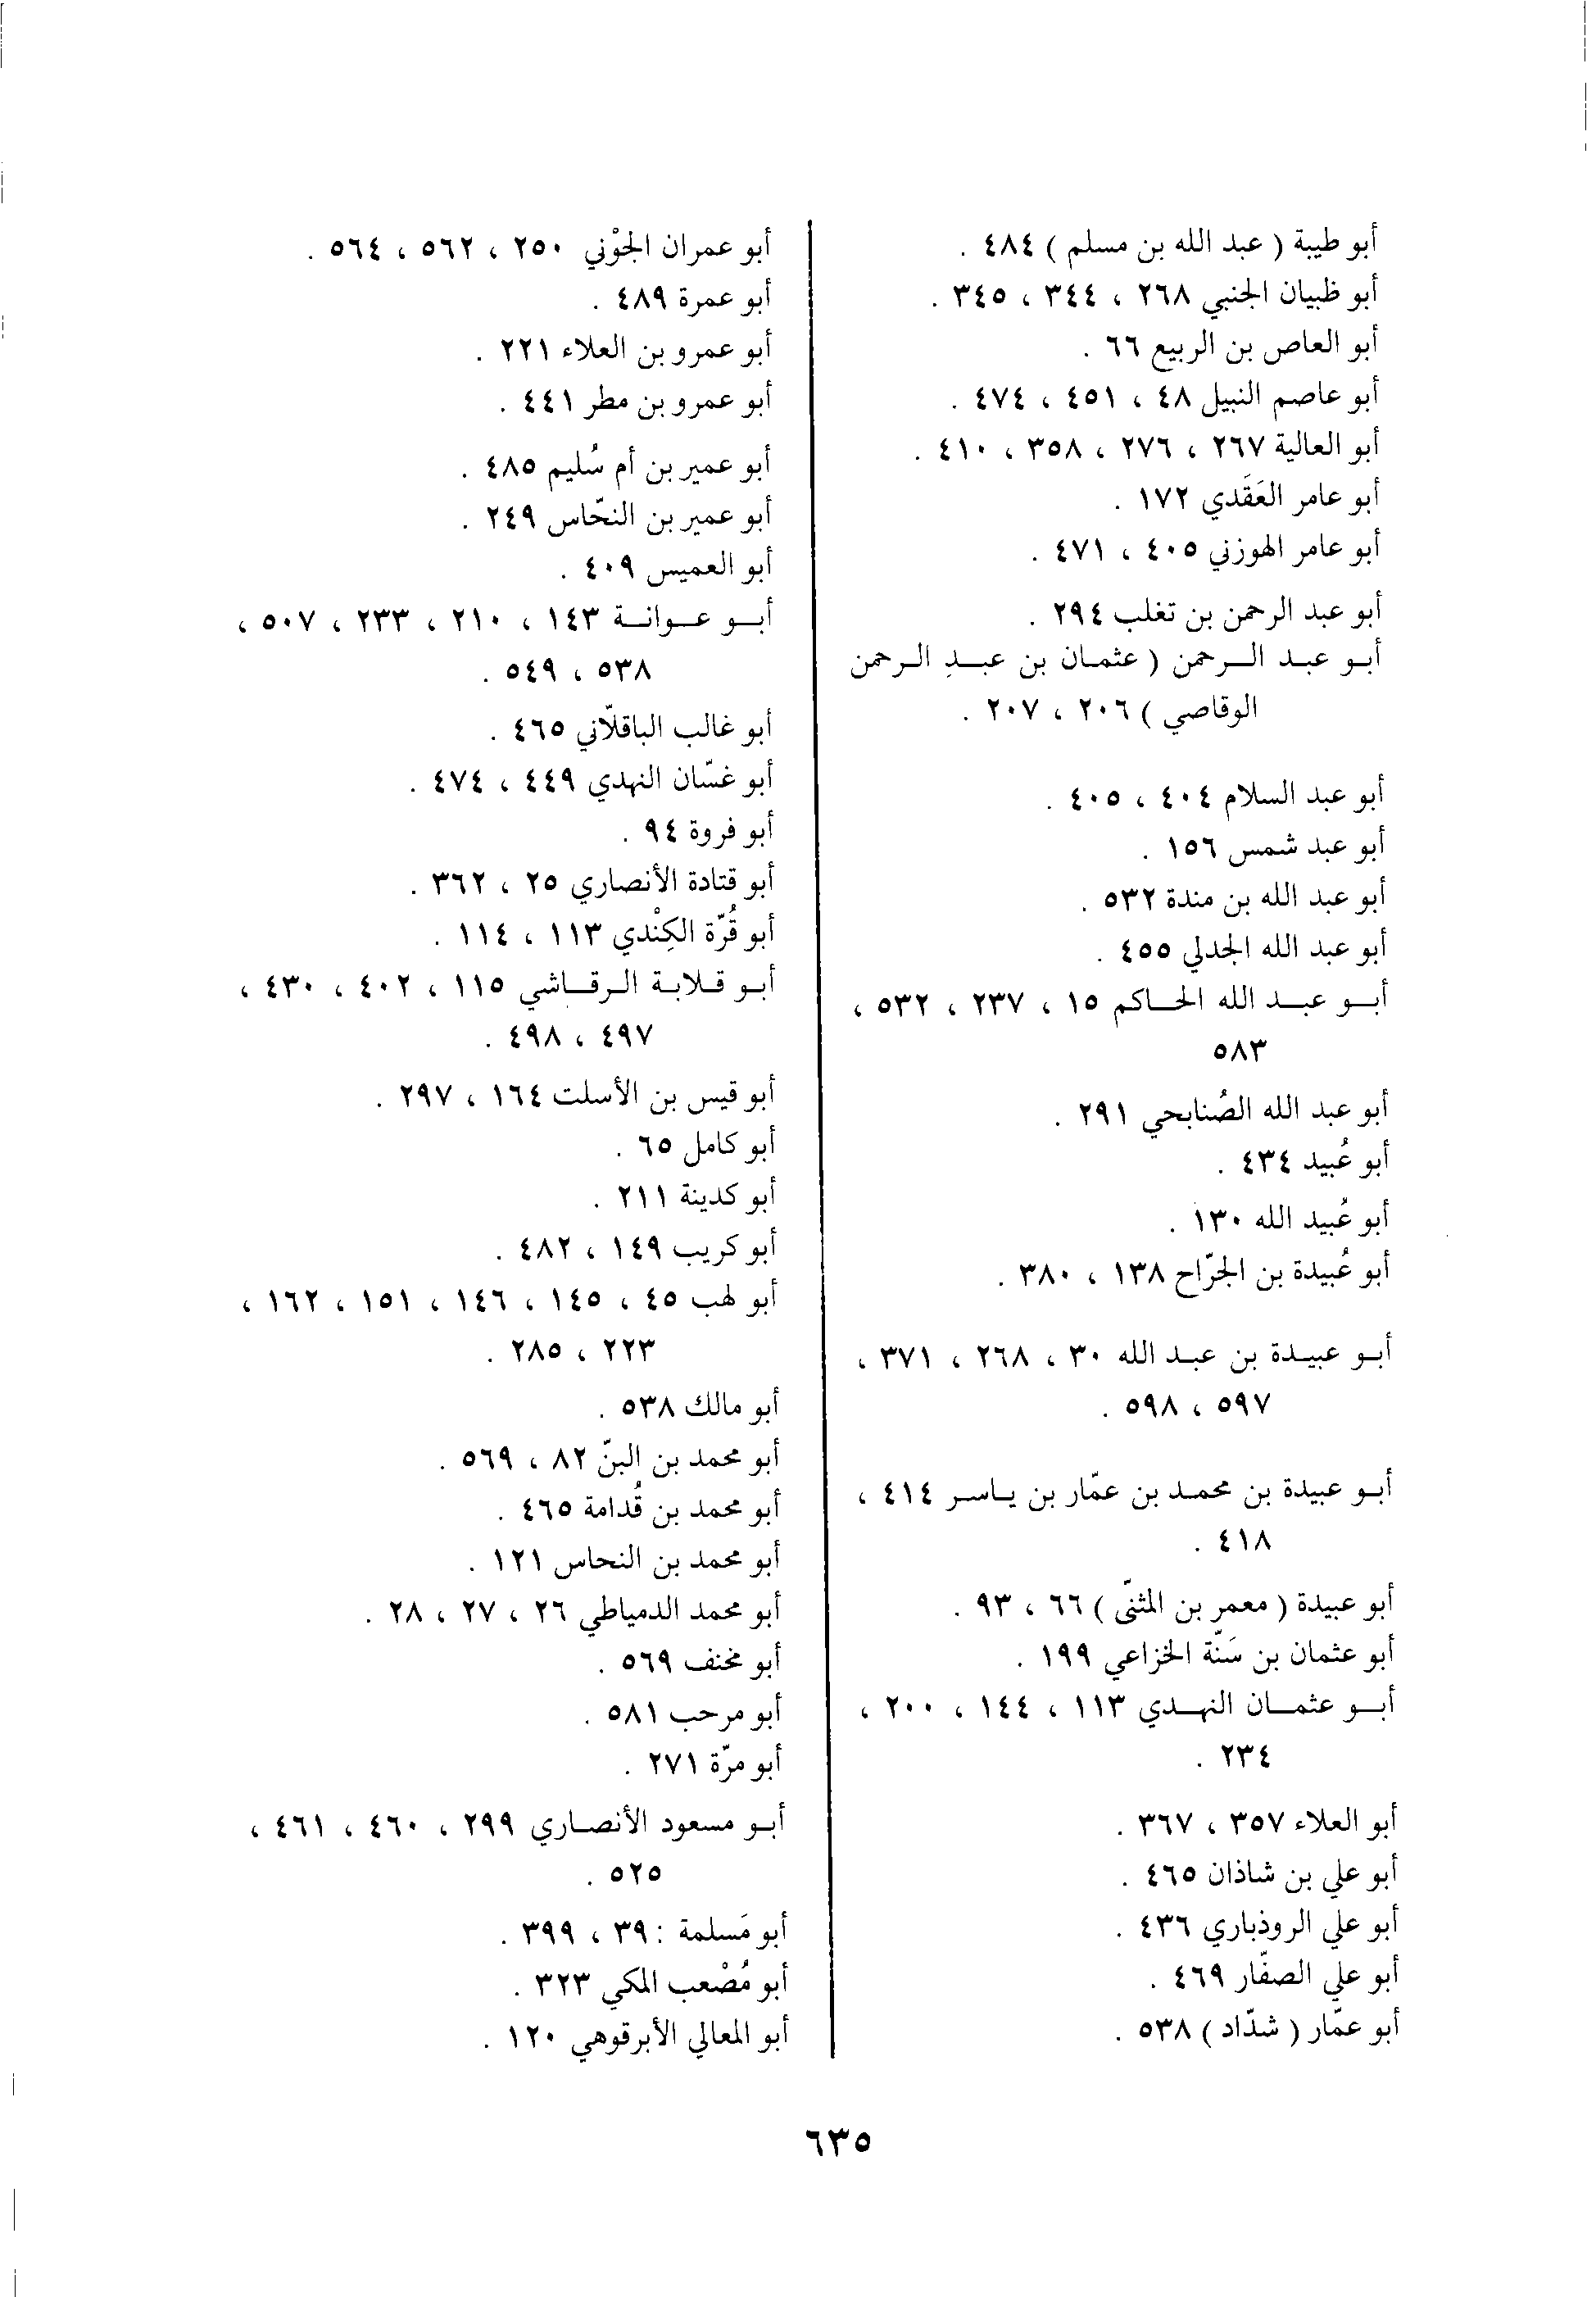 أبو طيبة ( عبد الله بن مسلم ) ٤٨٤ .
أبو ظبيان الجنبي ٢٦٨ ، ٣٤٤ ، ٣٤٥ .
أبو العاص بن الربيع ٦٦ .
أبو عاصم النبيل ٤٨ ، ٤٥١ ، ٤٧٤ .
أبو العالية ٢٦٧ ، ٢٧٦ ، ٣٥٨ ، ٤١٠ .
أبو عامر العَقَدي ١٧٢ .
أبو عامر الهوزني ٤٠٥ ، ٤٧١ .
أبو عبد الرحمن بن تغلب ٢٩٤ .
أبو عبد الرحمن ( عثمان بن عبدِ الرحمن
الوقاصي ) ٢٠٦ ، ٢٠٧ .
أبو عبد السلام ٤٠٤ ، ٤٠٥ .
أبو عبد شمس ١٥٦ .
أبو عبد الله بن مندة ٥٣٢ .
أبو عبد الله الجدلي ٤٥٥ .
أبو عبد الله الحاكم ١٥ ، ٢٣٧ ، ٥٣٢ ،
٥٨٣
أبو عبد الله الصُنابحي ٢٩١ .
أبو عُبيد ٤٣٤ .
أبو عُبيد الله ١٣٠ .
أبو عُبيدة بن الجرّاح ١٣٨ ، ٣٨٠ .
أبو عبيدة بن عبد الله ٣٠ ، ٢٦٨ ، ٣٧١ ،
٥٩٧ ، ٥٩٨ .
أبو عبيدة بن محمد بن عمّار بن ياسر ٤١٤ ،
٤١٨ .
أبو عبيدة ( معمر بن المثنّى ) ٦٦ ، ٩٣ .
أبو عثمان بن سَنّة الخزاعي ١٩٩ .
أبو عثمان النهدي ١١٣ ، ١٤٤ ، ٢٠٠ ،
٢٣٤ .
أبو العلاء ٣٥٧ ، ٣٦٧ .
أبو علي بن شاذان ٤٦٥ .
أبو علي الروذباري ٤٣٦ .
أبو علي الصفّار ٤٦٩ .
أبو عمّار ( شدّاد ) ٥٣٨ .
أبو عمران الجوْني ٢٥٠ ، ٥٦٢ ، ٥٦٤ .
أبو عمرة ٤٨٩ .
أبو عمرو بن العلاء ٢٢١ .
أبو عمرو بن مطر ٤٤١ .
أبو عمير بن أم سُليم ٤٨٥ .
أبو عمير بن النحّاس ٢٤٩ .
أبو العميس ٤٠٩ .
أبو عوانة ١٤٣ ، ٢١٠ ، ٢٣٣ ، ٥٠٧ ،
٥٣٨ ، ٥٤٩ .
أبو غالب الباقلّاني ٤٦٥ .
أبو غسّان النهدي ٤٤٩ ، ٤٧٤ .
أبو فروة ٩٤ .
أبو قتادة الأنصاري ٢٥ ، ٣٦٢ .
أبو قُرّة الكِنْدي ١١٣ ، ١١٤ .
أبو قلابة الرقاشي ١١٥ ، ٤٠٢ ، ٤٣٠ ،
٤٩٧ ، ٤٩٨ .
أبو قيس بن الأسلت ١٦٤ ، ٢٩٧ .
أبو كامل ٦٥ .
أبو كدينة ٢١١ .
أبو كريب ١٤٩ ، ٤٨٢ .
أبو لهب ٤٥ ، ١٤٥ ، ١٤٦ ، ١٥١ ، ١٦٢ ،
٢٢٣ ، ٢٨٥ .
أبو مالك ٥٣٨ .
أبو محمد بن البنّ ٨٢ ، ٥٦٩ .
أبو محمد بن قُدامة ٤٦٥ .
أبو محمد بن النحاس ١٢١ .
أبو محمد الدمياطي ٢٦ ، ٢٧ ، ٢٨ .
أبو مخنف ٥٦٩ .
أبو مرحب ٥٨١ .
أبو مرّة ٢٧١ .
أبو مسعود الأنصاري ٢٩٩ ، ٤٦٠ ، ٤٦١ ،
٥٢٥ .
أبو مَسلمة : ٣٩ ، ٣٩٩ .
أبو مُصْعب المكي ٣٢٣ .
أبو المعالي الأبرقوهي ١٢٠ .
٦٣٥